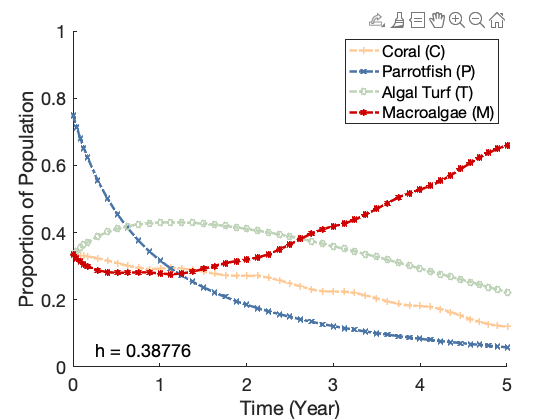 1
0.8
0.6
0.4
0.2
0
Proportion of Population
Coral (C)
Parrotfish (P)
Algal Turf (T)
Macroalgae (M)
h = 0.38776
0 1 2 3 4 5
Time (Year)